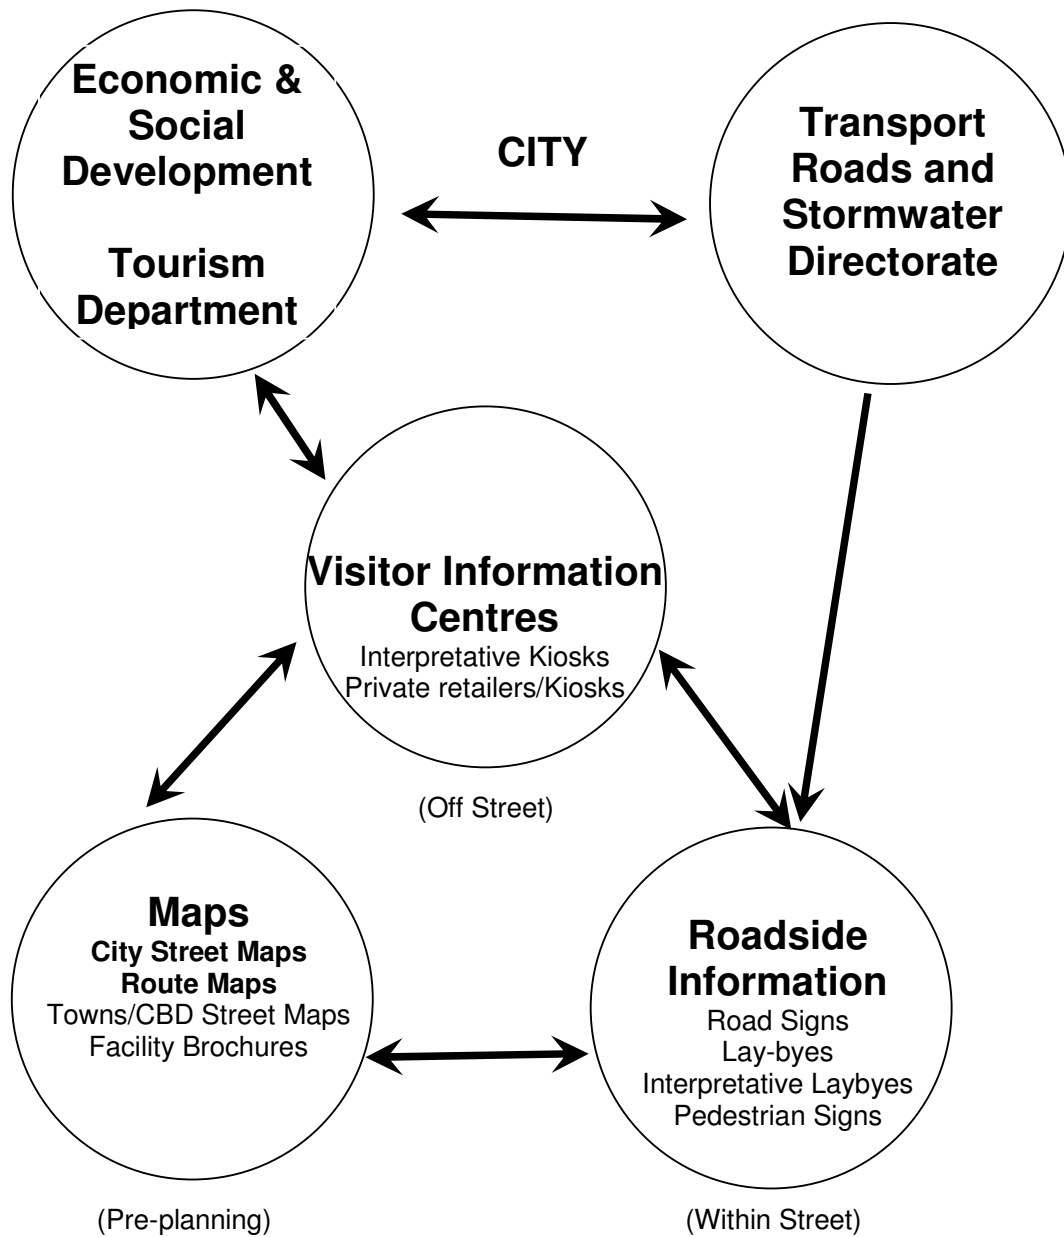 Economic &
Social
Development
Tourism
Department
CITY
Transport
Roads and
Stormwater
Directorate
Visitor Information
Centres
Interpretative Kiosks
Private retailers/Kiosks
(Off Street)
Maps
City Street Maps
Route Maps
Towns/CBD Street Maps
Facility Brochures
(Pre-planning)
Roadside
Information
Road Signs
Lay-byes
Interpretative Laybyes
Pedestrian Signs
(Within Street)